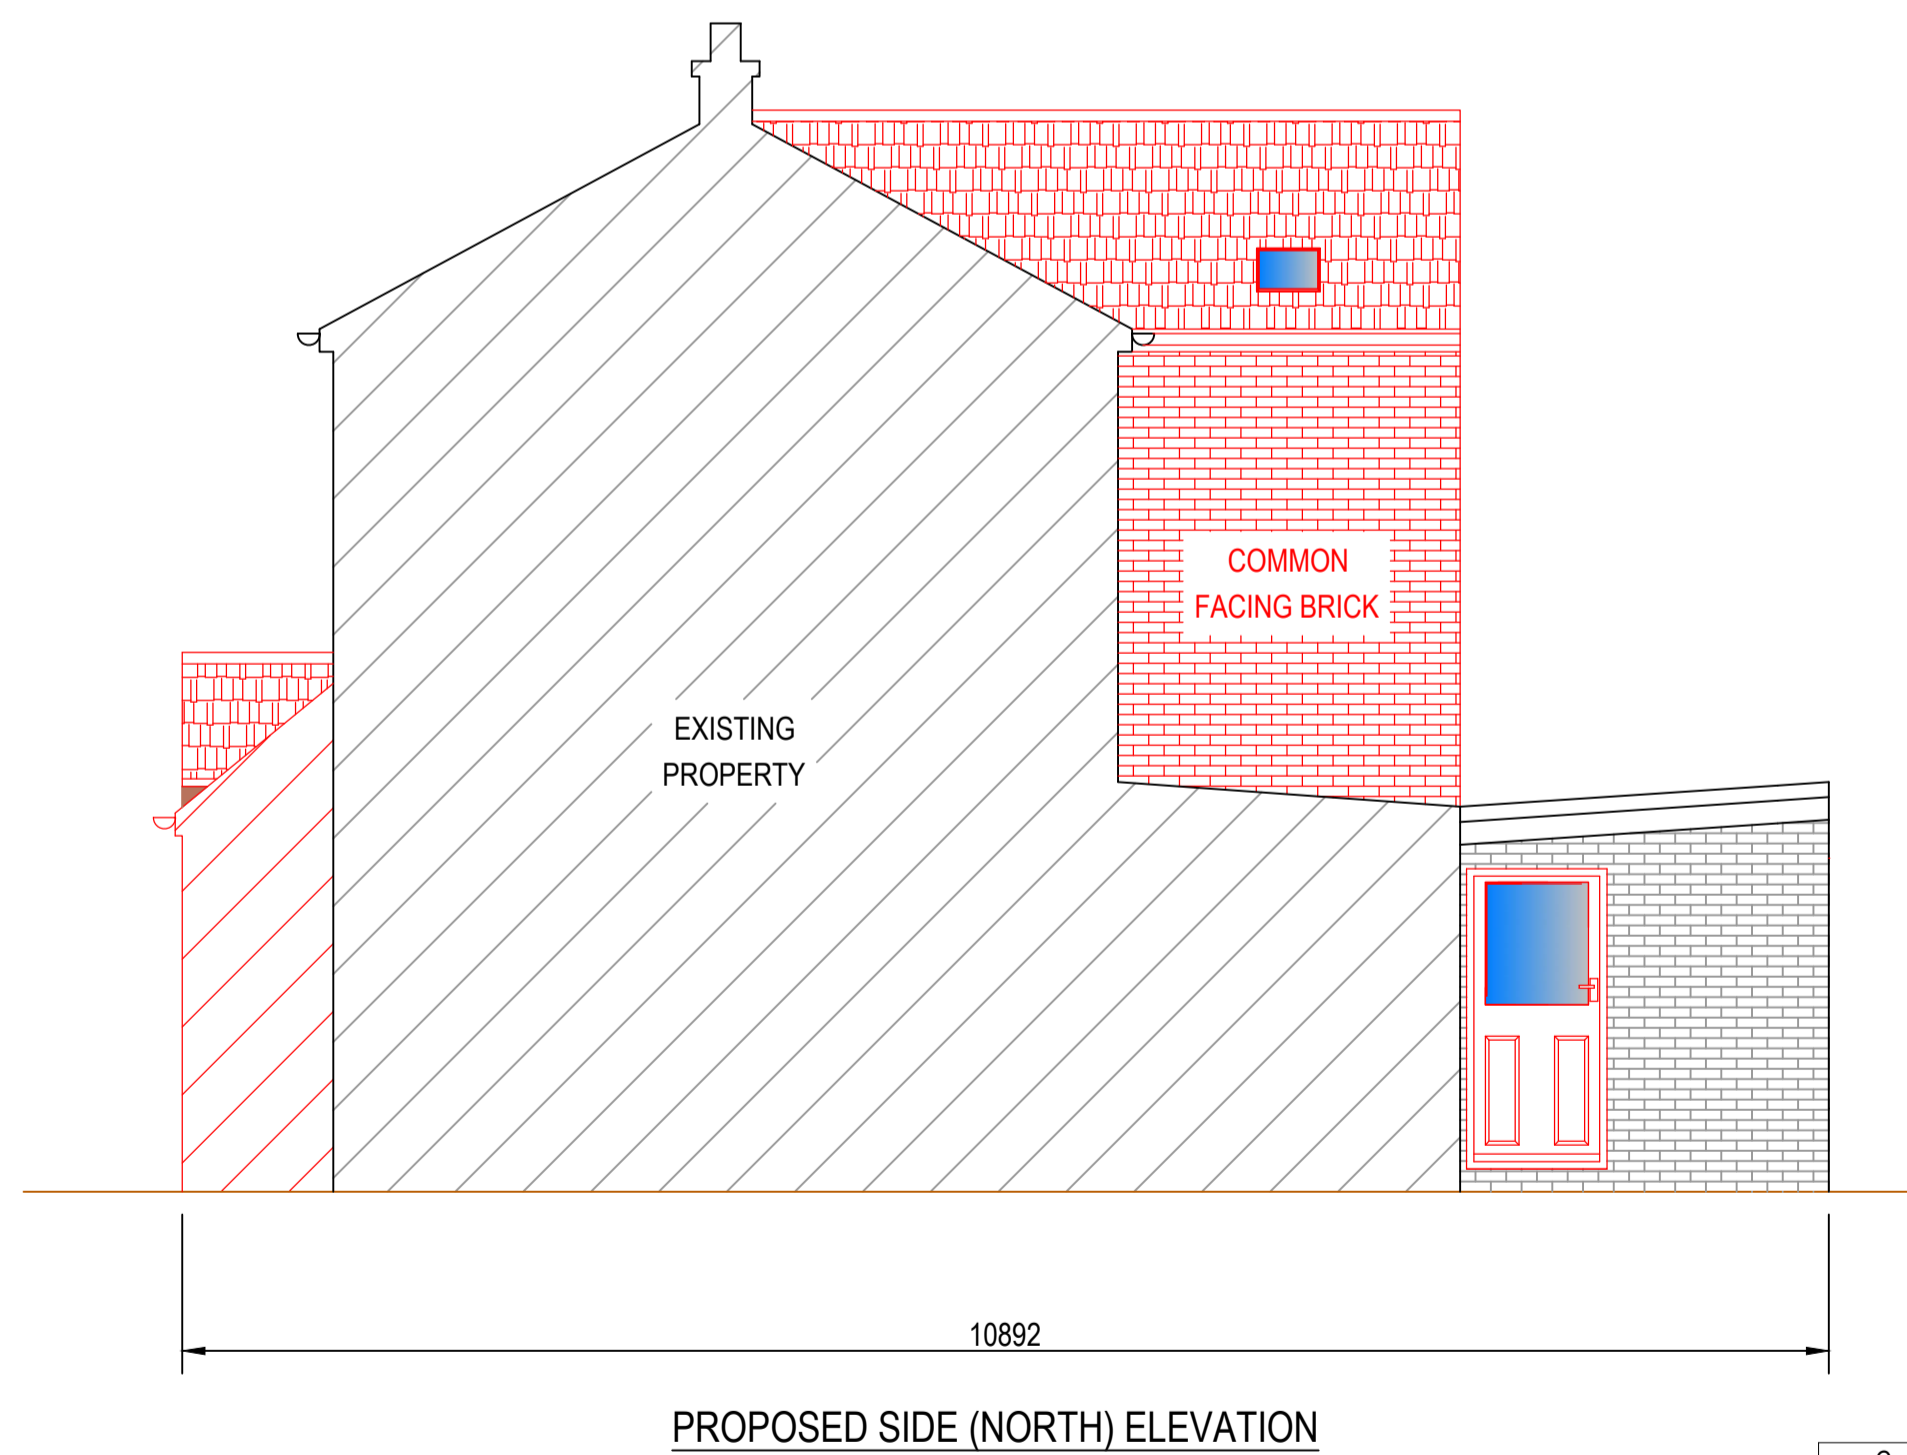 COMMON
FACING BRICK
EXISTING
PROPERTY
10892
PROPOSED SIDE (NORTH) ELEVATION